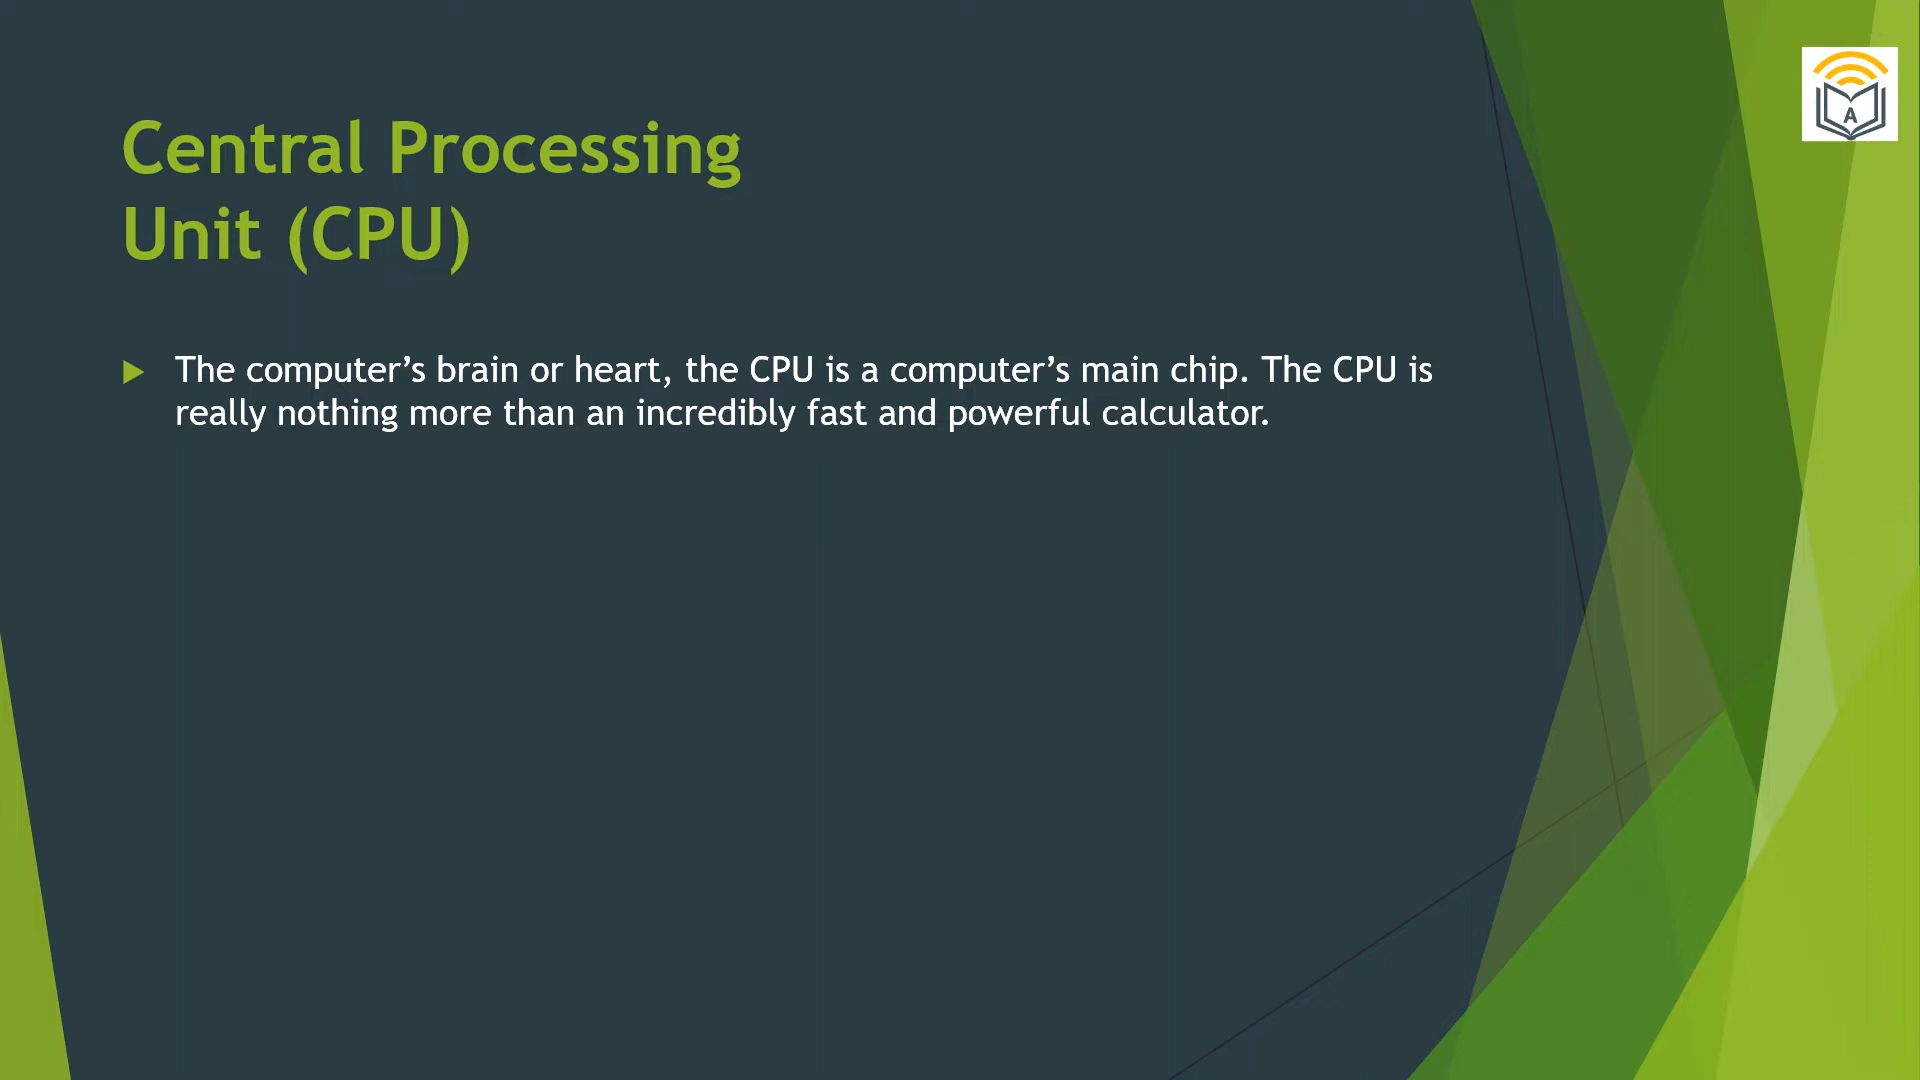 Central Processing
Unit (CPU)
The computer’s brain or heart, the CPU is a computer’s main chip. The CPU is
really nothing more than an incredibly fast and powerful calculator.
A